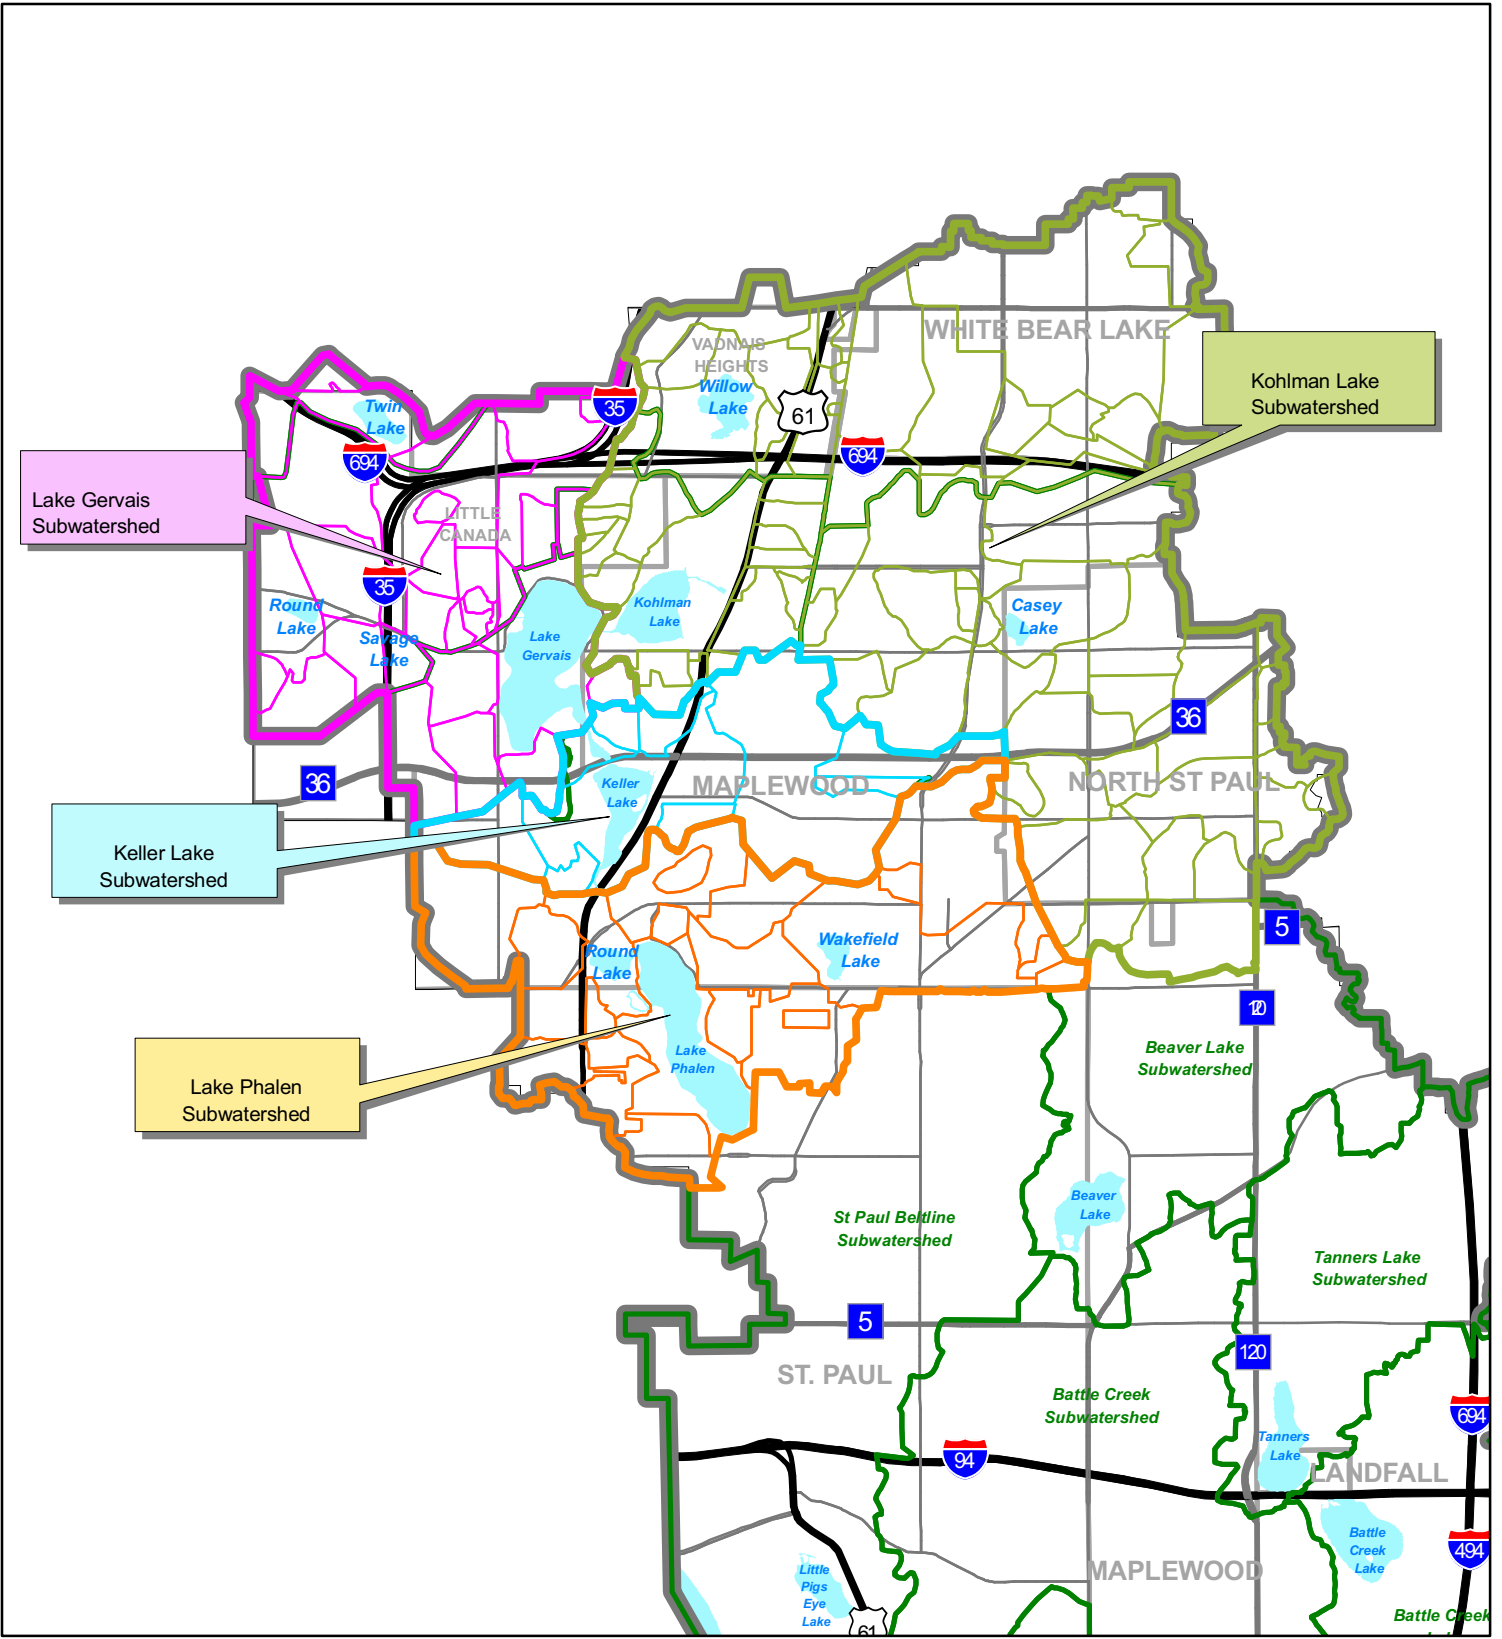 WHITE BEAR LAKE
VADNAIS
HEIGHTS
Willow
Lake
61
35
Twin
Lake
694
694
Kohlman Lake
Subwatershed
Lake Gervais
Subwatershed
LITTLE
CANADA
35
Round
Lake
Savage
Lake
Lake
Gervais
Kohlman
Lake
Casey
Lake
36
36
Keller
Lake
MAPLEWOOD
NORTH ST PAUL
Keller Lake
Subwatershed
5
Round
Lake
Wakefield
Lake
120
Lake
Phalen
Beaver Lake
Subwatershed
Lake Phalen
Subwatershed
Beaver
Lake
St Paul Beltline
Subwatershed
Tanners Lake
Subwatershed
5
120
ST. PAUL
Battle Creek
Subwatershed
694
94
Tanners
Lake
LANDFALL
Battle
Creek
Lake
494
MAPLEWOOD
Little
Pigs
Eye
Lake
61
Battle Creek